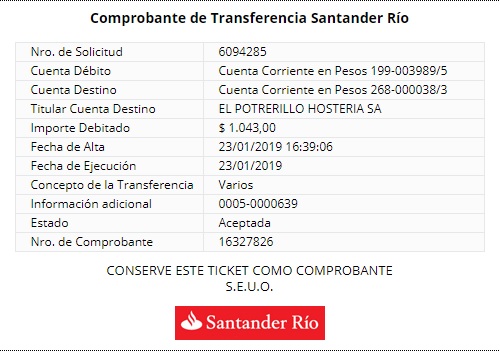 Comprobante de Transferencia Santander Río
Nro. de Solicitud 6094285
Cuenta Débito Cuenta Corriente en Pesos 199-003989/5
Cuenta Destino Cuenta Corriente en Pesos 268-000038/3
Titular Cuenta Destino EL POTRERILLO HOSTERIA SA
Importe Debitado $ 1.043,00
Fecha de Alta 23/01/2019 16:39:06
Fecha de Ejecución 23/01/2019
Concepto de la Transferencia Varios
Información adicional 0005-0000639
Estado Aceptada
Nro. de Comprobante 16327826
CONSERVE ESTE TICKET COMO COMPROBANTE
S.E.U.O.
Santander Río